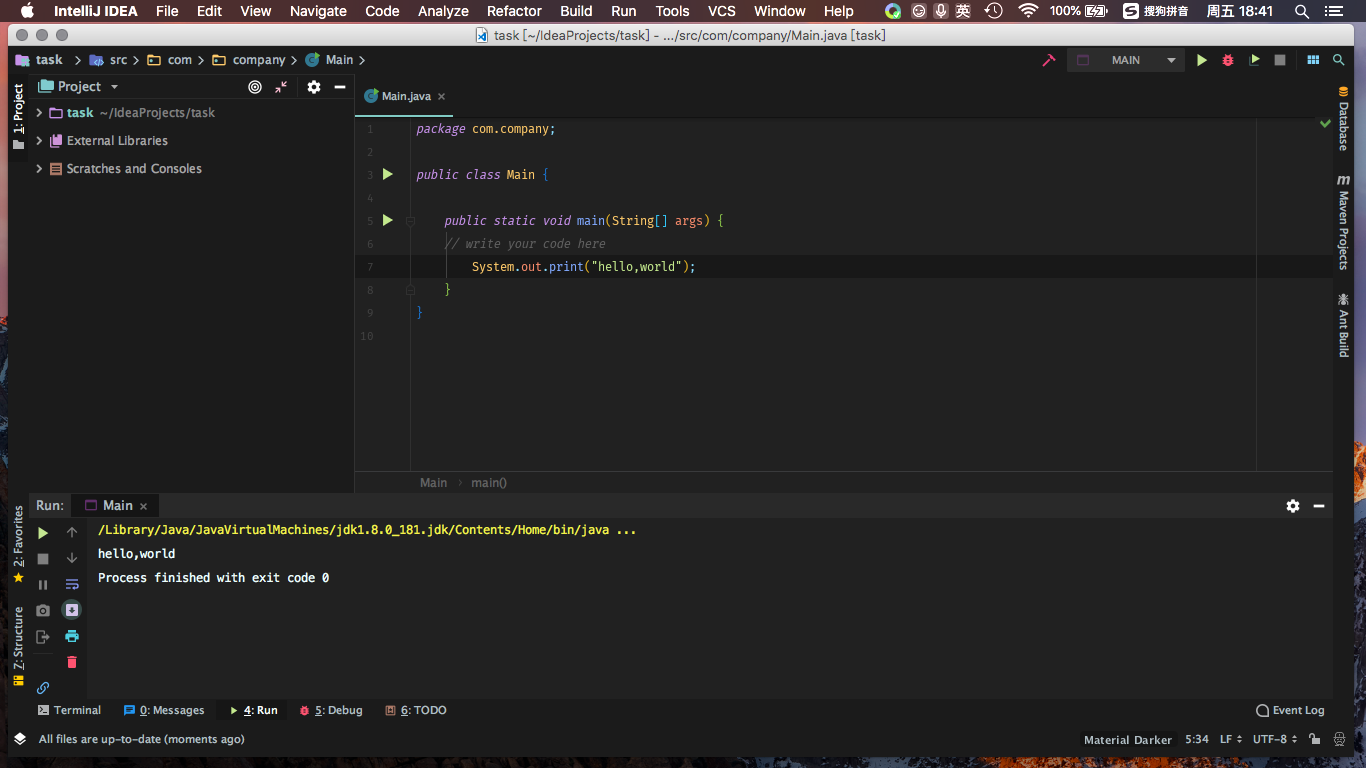 IntelliJ IDEA File Edit View Navigate Code Analyze Refactor Build Run Tools VCS Window Help 英 100% 搜狗拼音 周五 18:41
task [~/IdeaProjects/task] - .../src/com/company/Main.java [task]
task src com company Main MAIN
1: Project
Project
Main.java
task ~/IdeaProjects/task
External Libraries
Scratches and Consoles
1 package com.company;
2
3 public class Main {
4
5 public static void main(String[] args) {
6 // write your code here
7 System.out.print("hello,world");
8 }
9 }
10
Main main()
Database
Maven Projects
Ant Build
Run: Main
/Library/Java/JavaVirtualMachines/jdk1.8.0_181.jdk/Contents/Home/bin/java ...
hello,world
Process finished with exit code 0
2: Favorites
Z: Structure
Terminal 0: Messages 4: Run 5: Debug 6: TODO Event Log
All files are up-to-date (moments ago) Material Darker 5:34 LF UTF-8